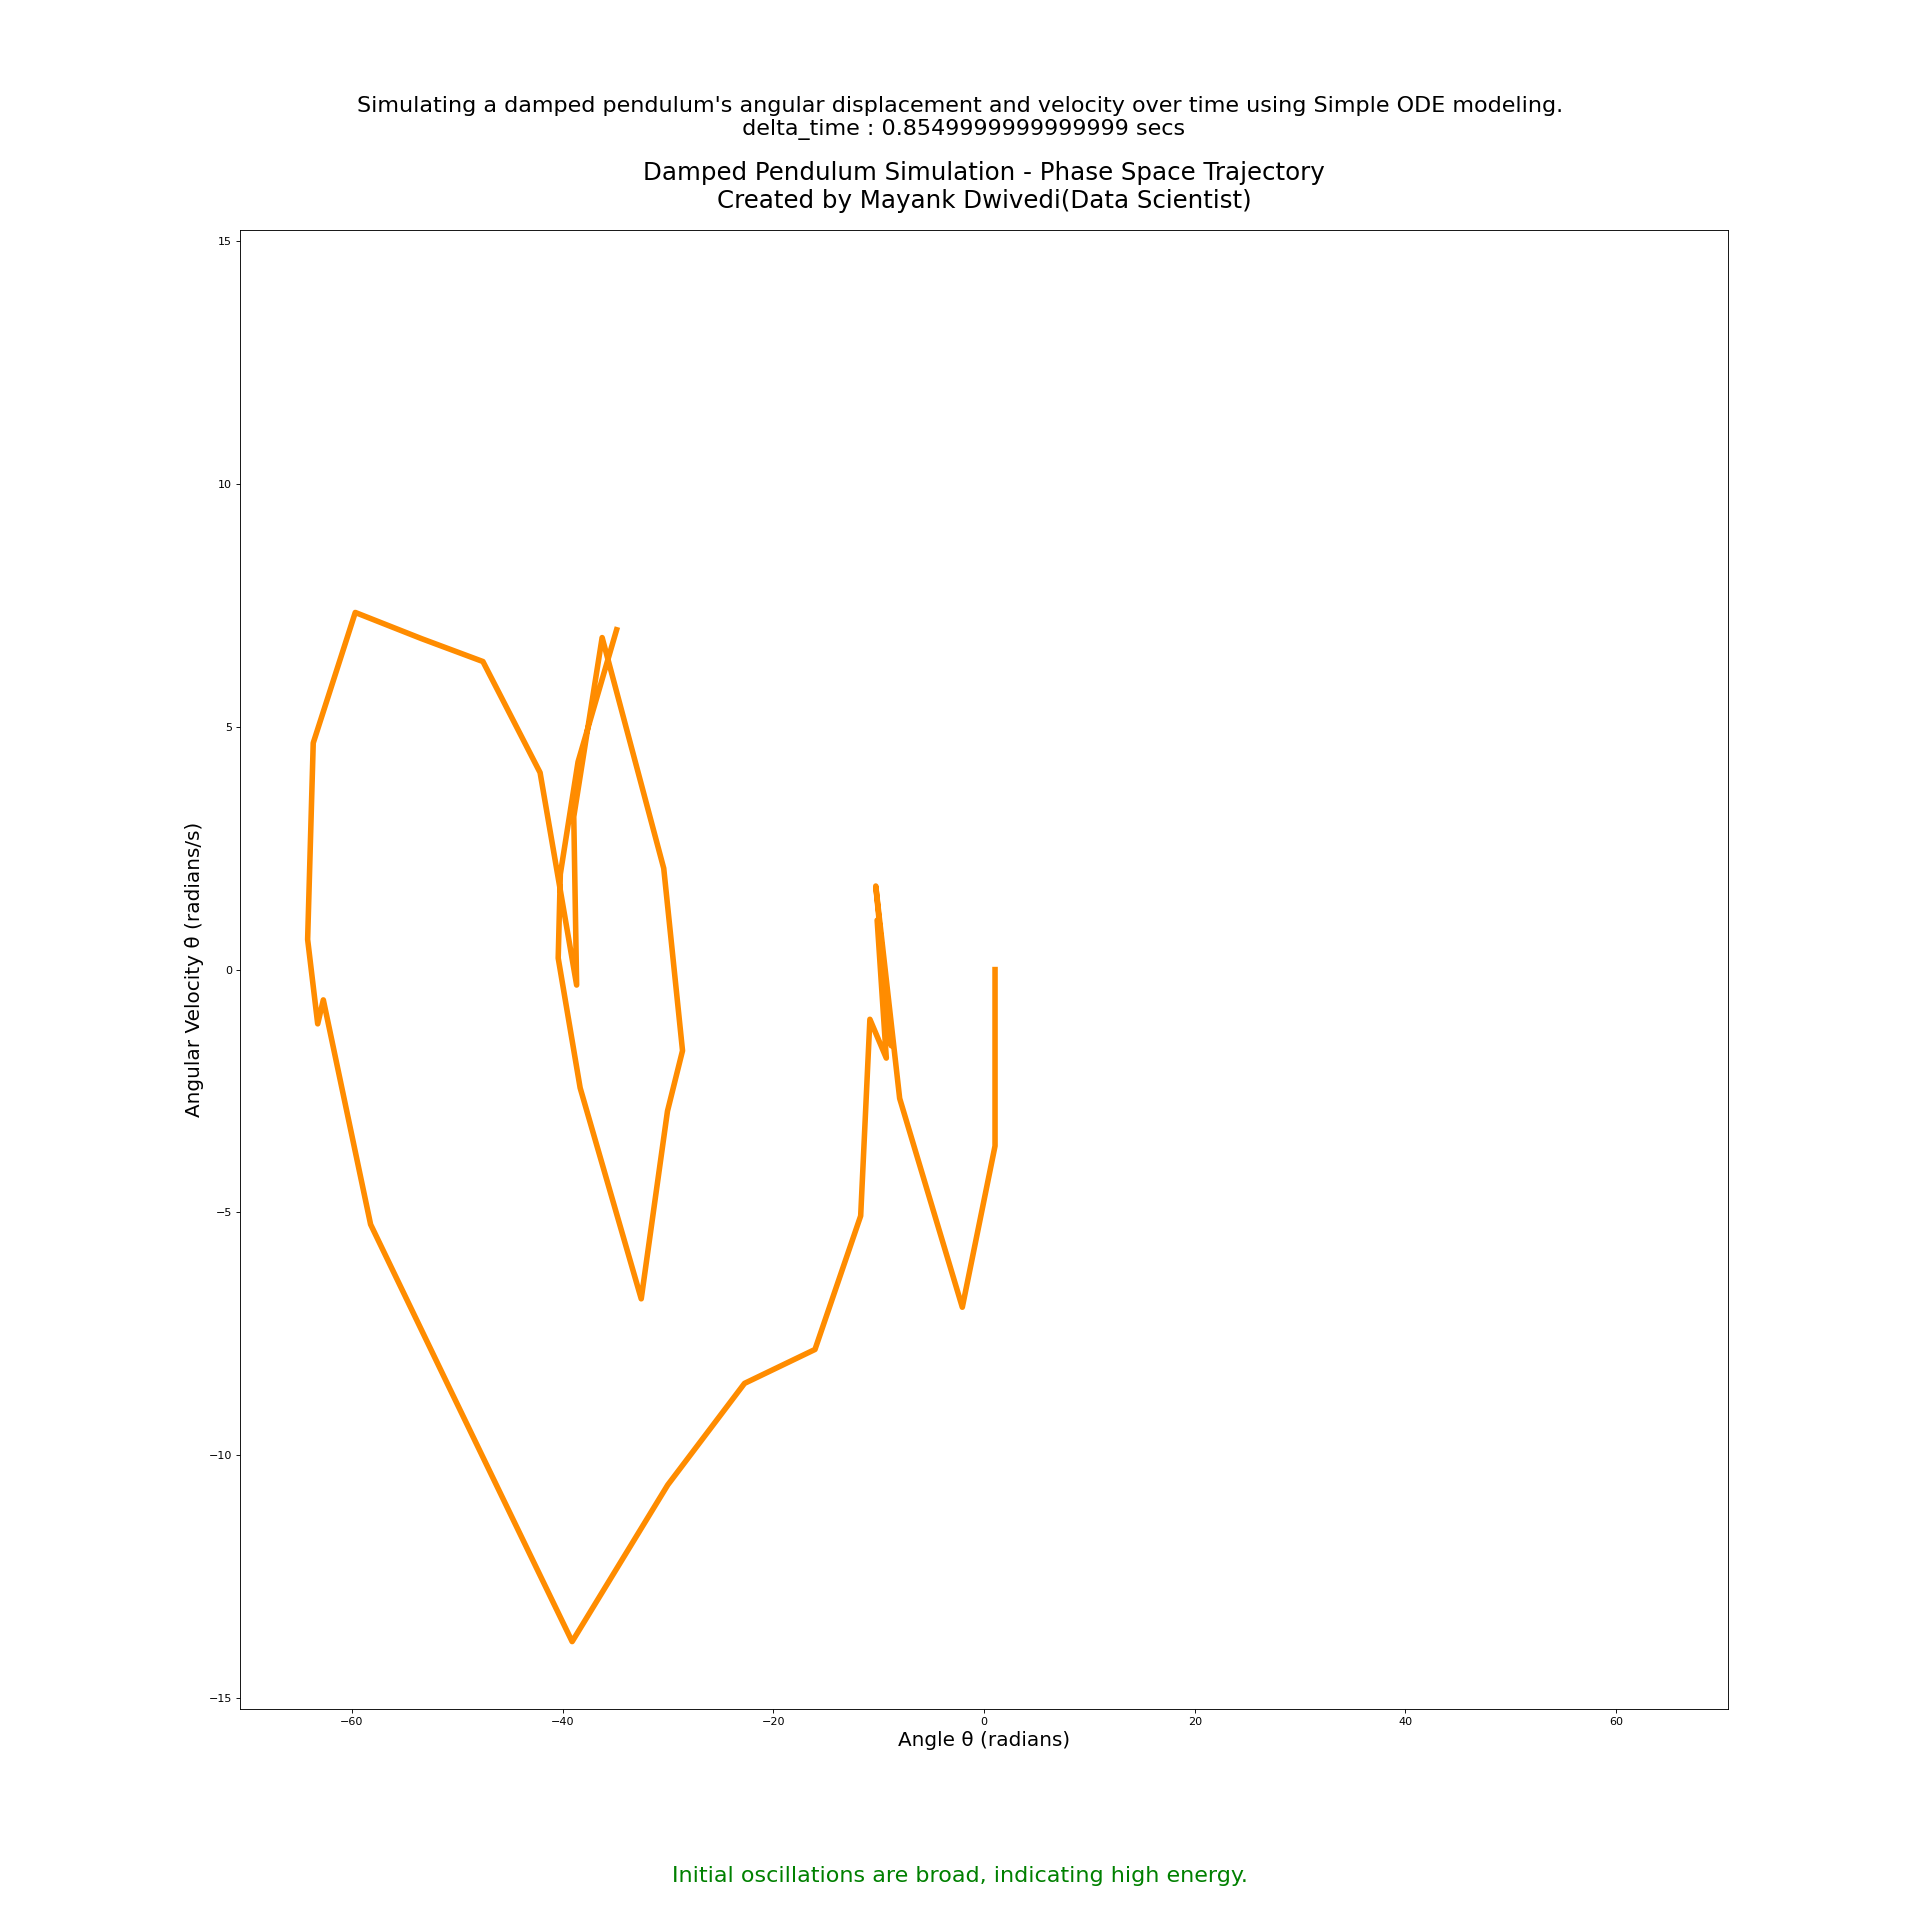 Simulating a damped pendulum's angular displacement and velocity over time using Simple ODE modeling.
delta_time : 0.8549999999999999 secs
Damped Pendulum Simulation - Phase Space Trajectory
Created by Mayank Dwivedi(Data Scientist)
Angular Velocity θ (radians/s)
15
10
5
0
−5
−10
−15
−60
−40
−20
0
20
40
60
Angle θ (radians)
Initial oscillations are broad, indicating high energy.